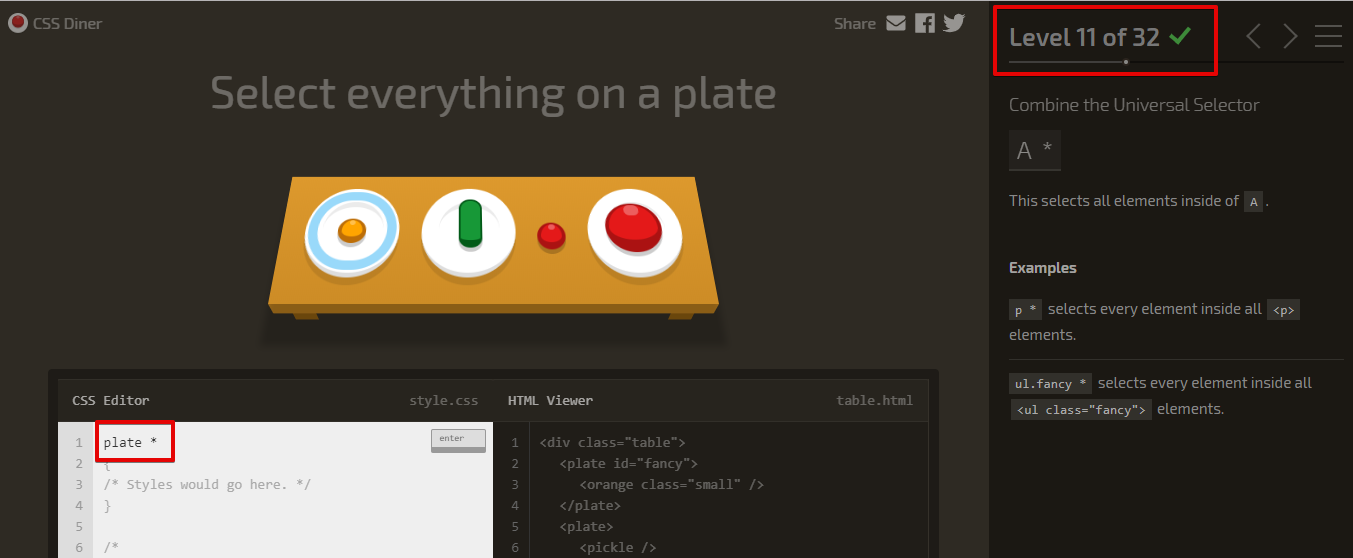 CSS Diner
Share
Select everything on a plate
CSS Editor style.css
1 plate * enter
2 {
3 /* Styles would go here. */
4 }
5
6 /*
HTML Viewer table.html
1 <div class="table">
2 <plate id="fancy">
3 <orange class="small" />
4 </plate>
5 <plate>
6 <pickle />
Level 11 of 32
Combine the Universal Selector
A *
This selects all elements inside of A .
Examples
p * selects every element inside all <p>
elements.
ul.fancy * selects every element inside all
<ul class="fancy"> elements.